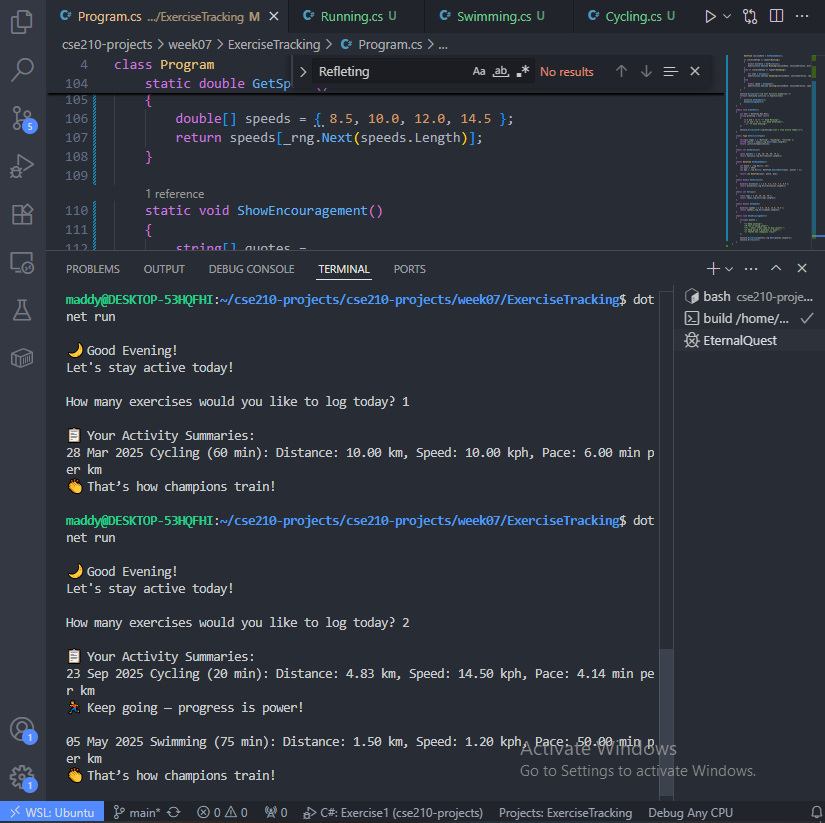 Program.cs .../ExerciseTracking M
Running.cs U
Swimming.cs U
Cycling.cs U
cse210-projects > week07 > ExerciseTracking > Program.cs > ...
4 class Program
104 static double GetSp
Refleting
Aa ab .* No results
105 {
106 double[] speeds = { 8.5, 10.0, 12.0, 14.5 };
107 return speeds[_rng.Next(speeds.Length)];
108 }
109
1 reference
110 static void ShowEncouragement()
111 {
112 string[] quotes =
PROBLEMS OUTPUT DEBUG CONSOLE TERMINAL PORTS
maddy@DESKTOP-53HQFHI:~/cse210-projects/cse210-projects/week07/ExerciseTracking$ dot
net run
🌙 Good Evening!
Let's stay active today!
How many exercises would you like to log today? 1
📋 Your Activity Summaries:
28 Mar 2025 Cycling (60 min): Distance: 10.00 km, Speed: 10.00 kph, Pace: 6.00 min p
er km
👏 That’s how champions train!
maddy@DESKTOP-53HQFHI:~/cse210-projects/cse210-projects/week07/ExerciseTracking$ dot
net run
🌙 Good Evening!
Let's stay active today!
How many exercises would you like to log today? 2
📋 Your Activity Summaries:
23 Sep 2025 Cycling (20 min): Distance: 4.83 km, Speed: 14.50 kph, Pace: 4.14 min pe
r km
Keep going — progress is power!
05 May 2025 Swimming (75 min): Distance: 1.50 km, Speed: 1.20 kph, Pace: 50.00 min p
er km
👏 That’s how champions train!
bash cse210-proje...
build /home/...
EternalQuest
5
1
1
Activate Windows
Go to Settings to activate Windows.
WSL: Ubuntu main* 0 0 0 C#: Exercise1 (cse210-projects) Projects: ExerciseTracking Debug Any CPU